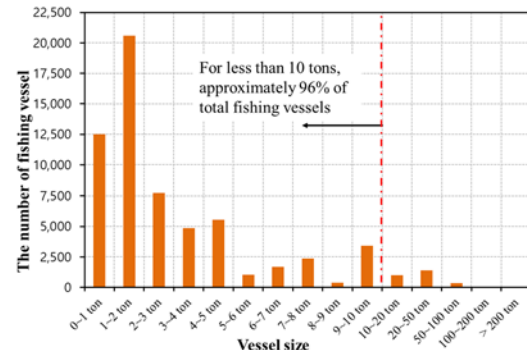 22,500
20,000
17,500
15,000
12,500
10,000
7,500
5,000
2,500
0
The number of fishing vessel
For less than 10 tons,
approximately 96% of
total fishing vessels
0~1 ton
1~2 ton
2~3 ton
3~4 ton
4~5 ton
5~6 ton
6~7 ton
7~8 ton
8~9 ton
9~10 ton
10~20 ton
20~50 ton
50~100 ton
100~200 ton
> 200 ton
Vessel size